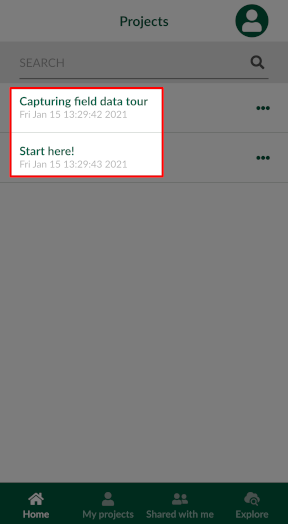 Projects
SEARCH
Capturing field data tour
Fri Jan 15 13:29:42 2021
Start here!
Fri Jan 15 13:29:43 2021
Home My projects Shared with me Explore